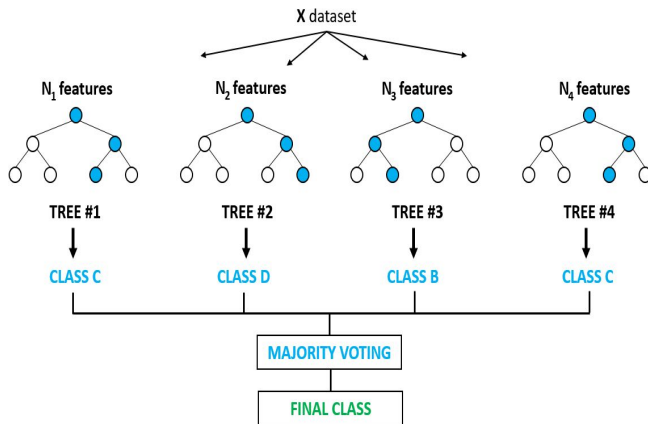 X dataset
N₁ features
N₂ features
N₃ features
N₄ features
TREE #1
TREE #2
TREE #3
TREE #4
CLASS C
CLASS D
CLASS B
CLASS C
MAJORITY VOTING
FINAL CLASS